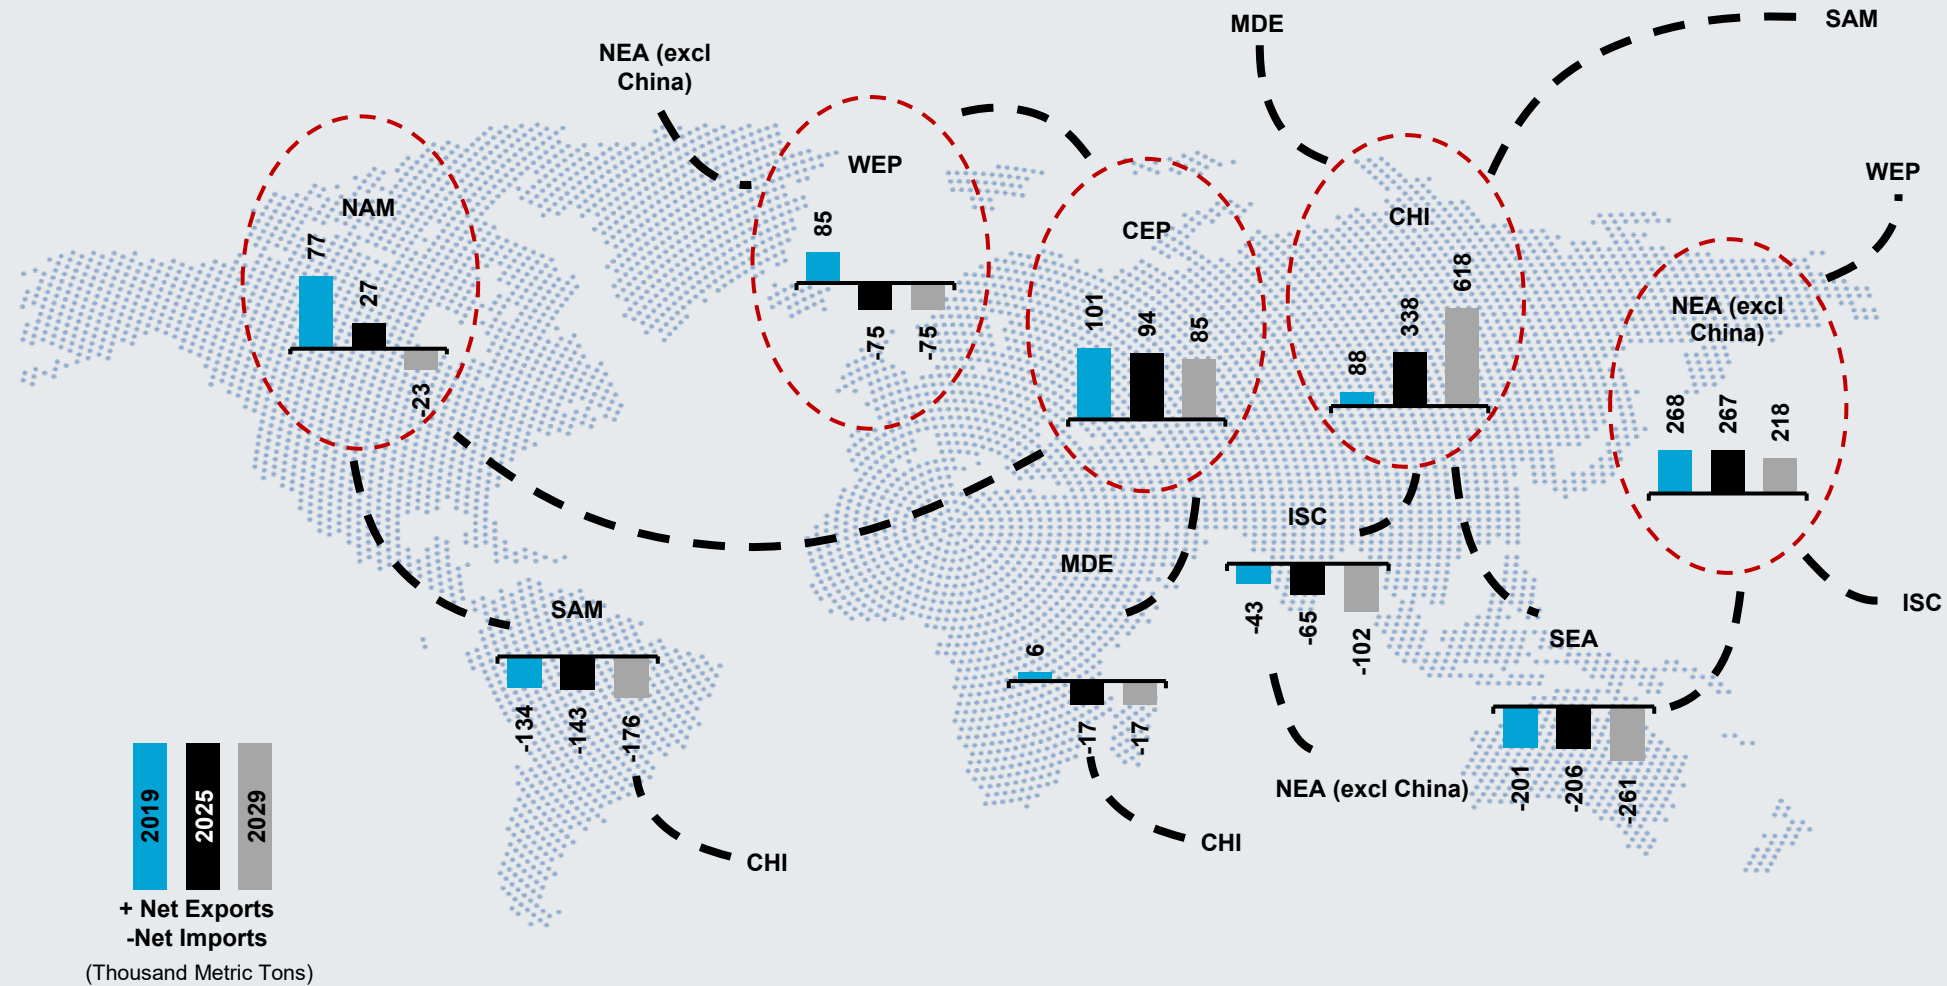 MDE
SAM
NEA (excl
China)
WEP
WEP
NAM
CHI
CEP
NEA (excl
China)
77
27
-23
85
-75
-75
101
94
85
88
338
618
268
267
218
ISC
-43
-65
-102
MDE
6
-17
-17
SAM
-134
-143
-176
ISC
SEA
-201
-206
-261
NEA (excl China)
CHI
CHI
2019
2025
2029
+ Net Exports
-Net Imports
(Thousand Metric Tons)